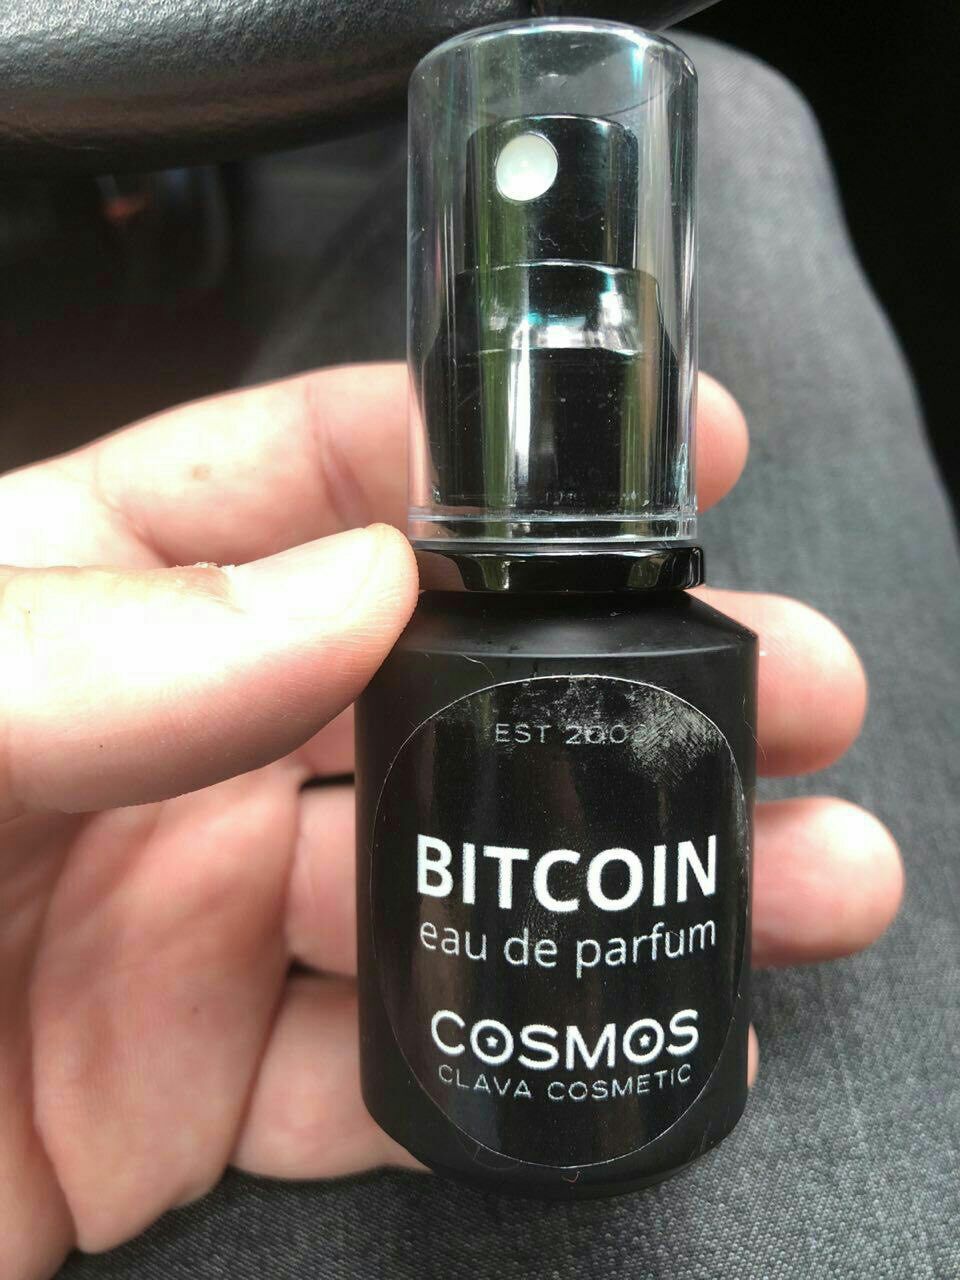 EST
BITCOIN
eau de parfum
COSMOS
CLAVA COSMETIC